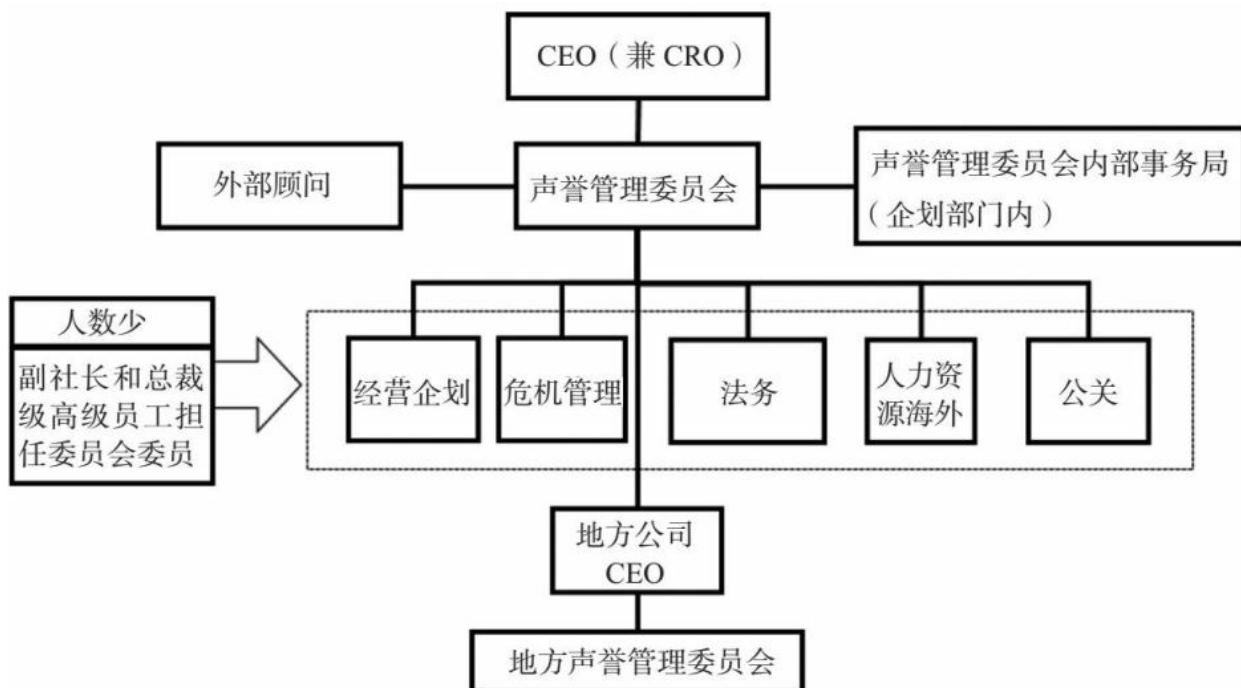 CEO（兼 CRO）
外部顾问
声誉管理委员会
声誉管理委员会内部事务局
（企划部门内）
人数少
副社长和总裁
级高级员工担
任委员会委员
经营企划
危机管理
法务
人力资
源海外
公关
地方公司
CEO
地方声誉管理委员会